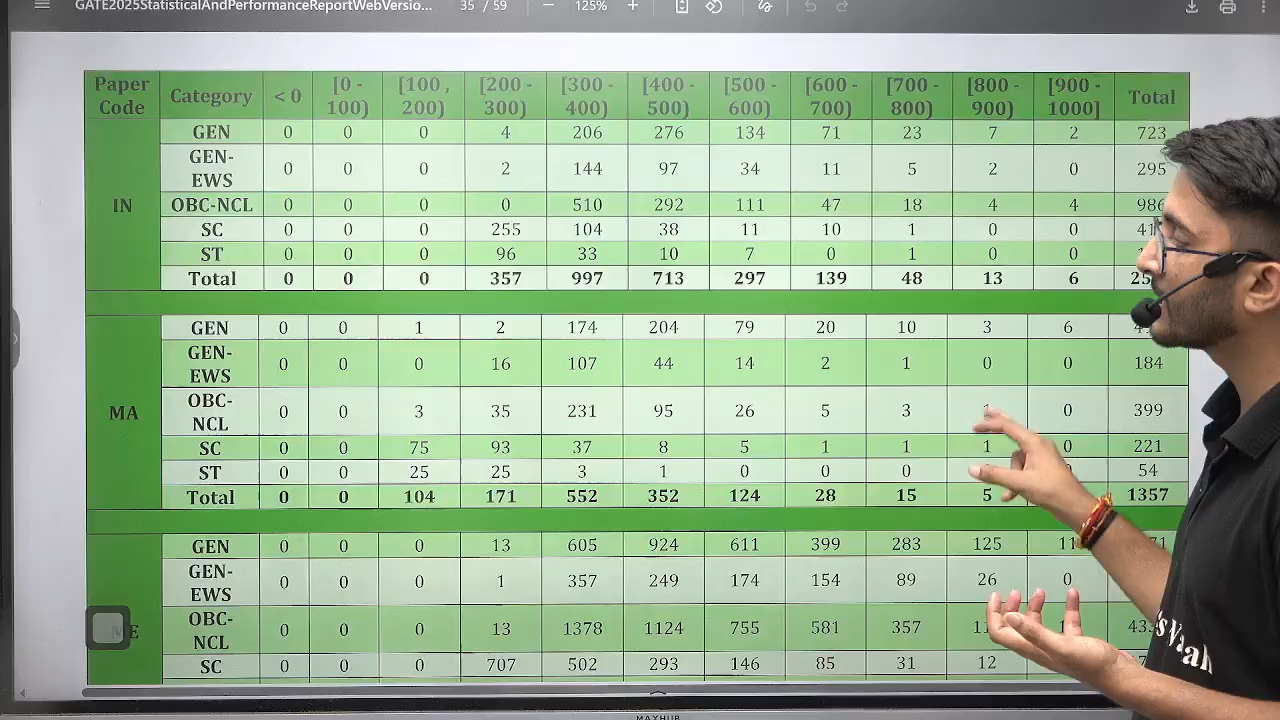 GATE2025StatisticalAndPerformanceReportWebVersio... 35 / 59 − 125% +
Paper Code Category < 0 [0 - 100) [100 , 200) [200 - 300) [300 - 400) [400 - 500) [500 - 600) [600 - 700) [700 - 800) [800 - 900) [900 - 1000] Total
IN
GEN 0 0 0 4 206 276 134 71 23 7 2 723
GEN-EWS 0 0 0 2 144 97 34 11 5 2 0 295
OBC-NCL 0 0 0 0 510 292 111 47 18 4 4 986
SC 0 0 0 255 104 38 11 10 1 0 0
ST 0 0 0 96 33 10 7 0 1 0 0
Total 0 0 0 357 997 713 297 139 48 13 6
MA
GEN 0 0 1 2 174 204 79 20 10 3 6
GEN-EWS 0 0 0 16 107 44 14 2 1 0 0 184
OBC-NCL 0 0 3 35 231 95 26 5 3 1 0 399
SC 0 0 75 93 37 8 5 1 1 1 0 221
ST 0 0 25 25 3 1 0 0 0 54
Total 0 0 104 171 552 352 124 28 15 5 1357
ME
GEN 0 0 0 13 605 924 611 399 283 125
GEN-EWS 0 0 0 1 357 249 174 154 89 26 0
OBC-NCL 0 0 0 13 1378 1124 755 581 357
SC 0 0 0 707 502 293 146 85 31 12
MAXHUB